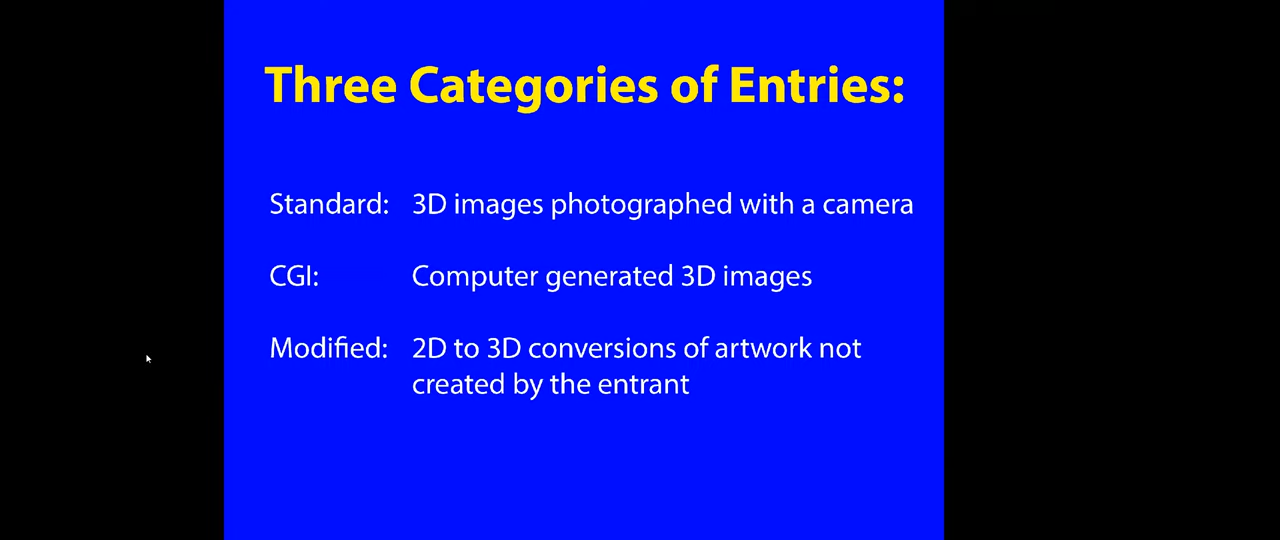 Three Categories of Entries:
Standard: 3D images photographed with a camera
CGI: Computer generated 3D images
Modified: 2D to 3D conversions of artwork not
created by the entrant